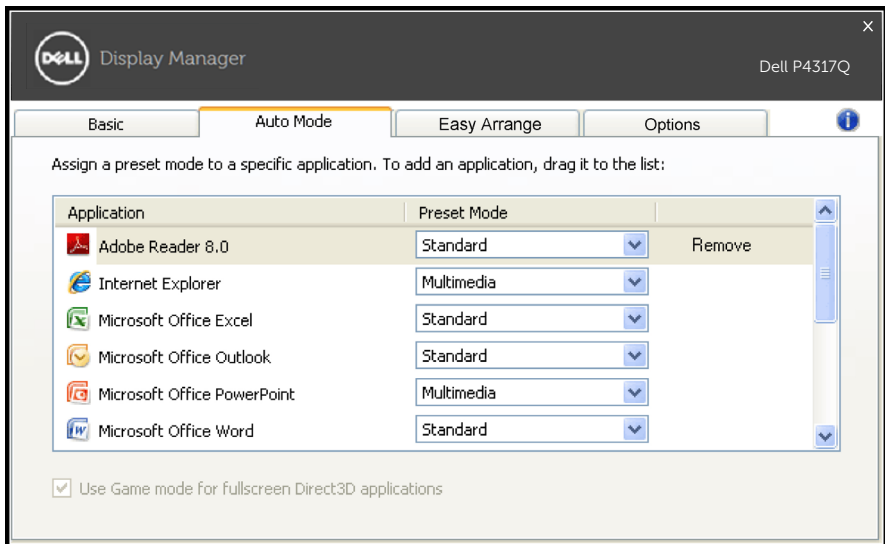 DELL Display Manager
Dell P4317Q
Basic Auto Mode Easy Arrange Options
Assign a preset mode to a specific application. To add an application, drag it to the list:
Application Preset Mode
Adobe Reader 8.0 Standard Remove
Internet Explorer Multimedia
Microsoft Office Excel Standard
Microsoft Office Outlook Standard
Microsoft Office PowerPoint Multimedia
Microsoft Office Word Standard
Use Game mode for fullscreen Direct3D applications